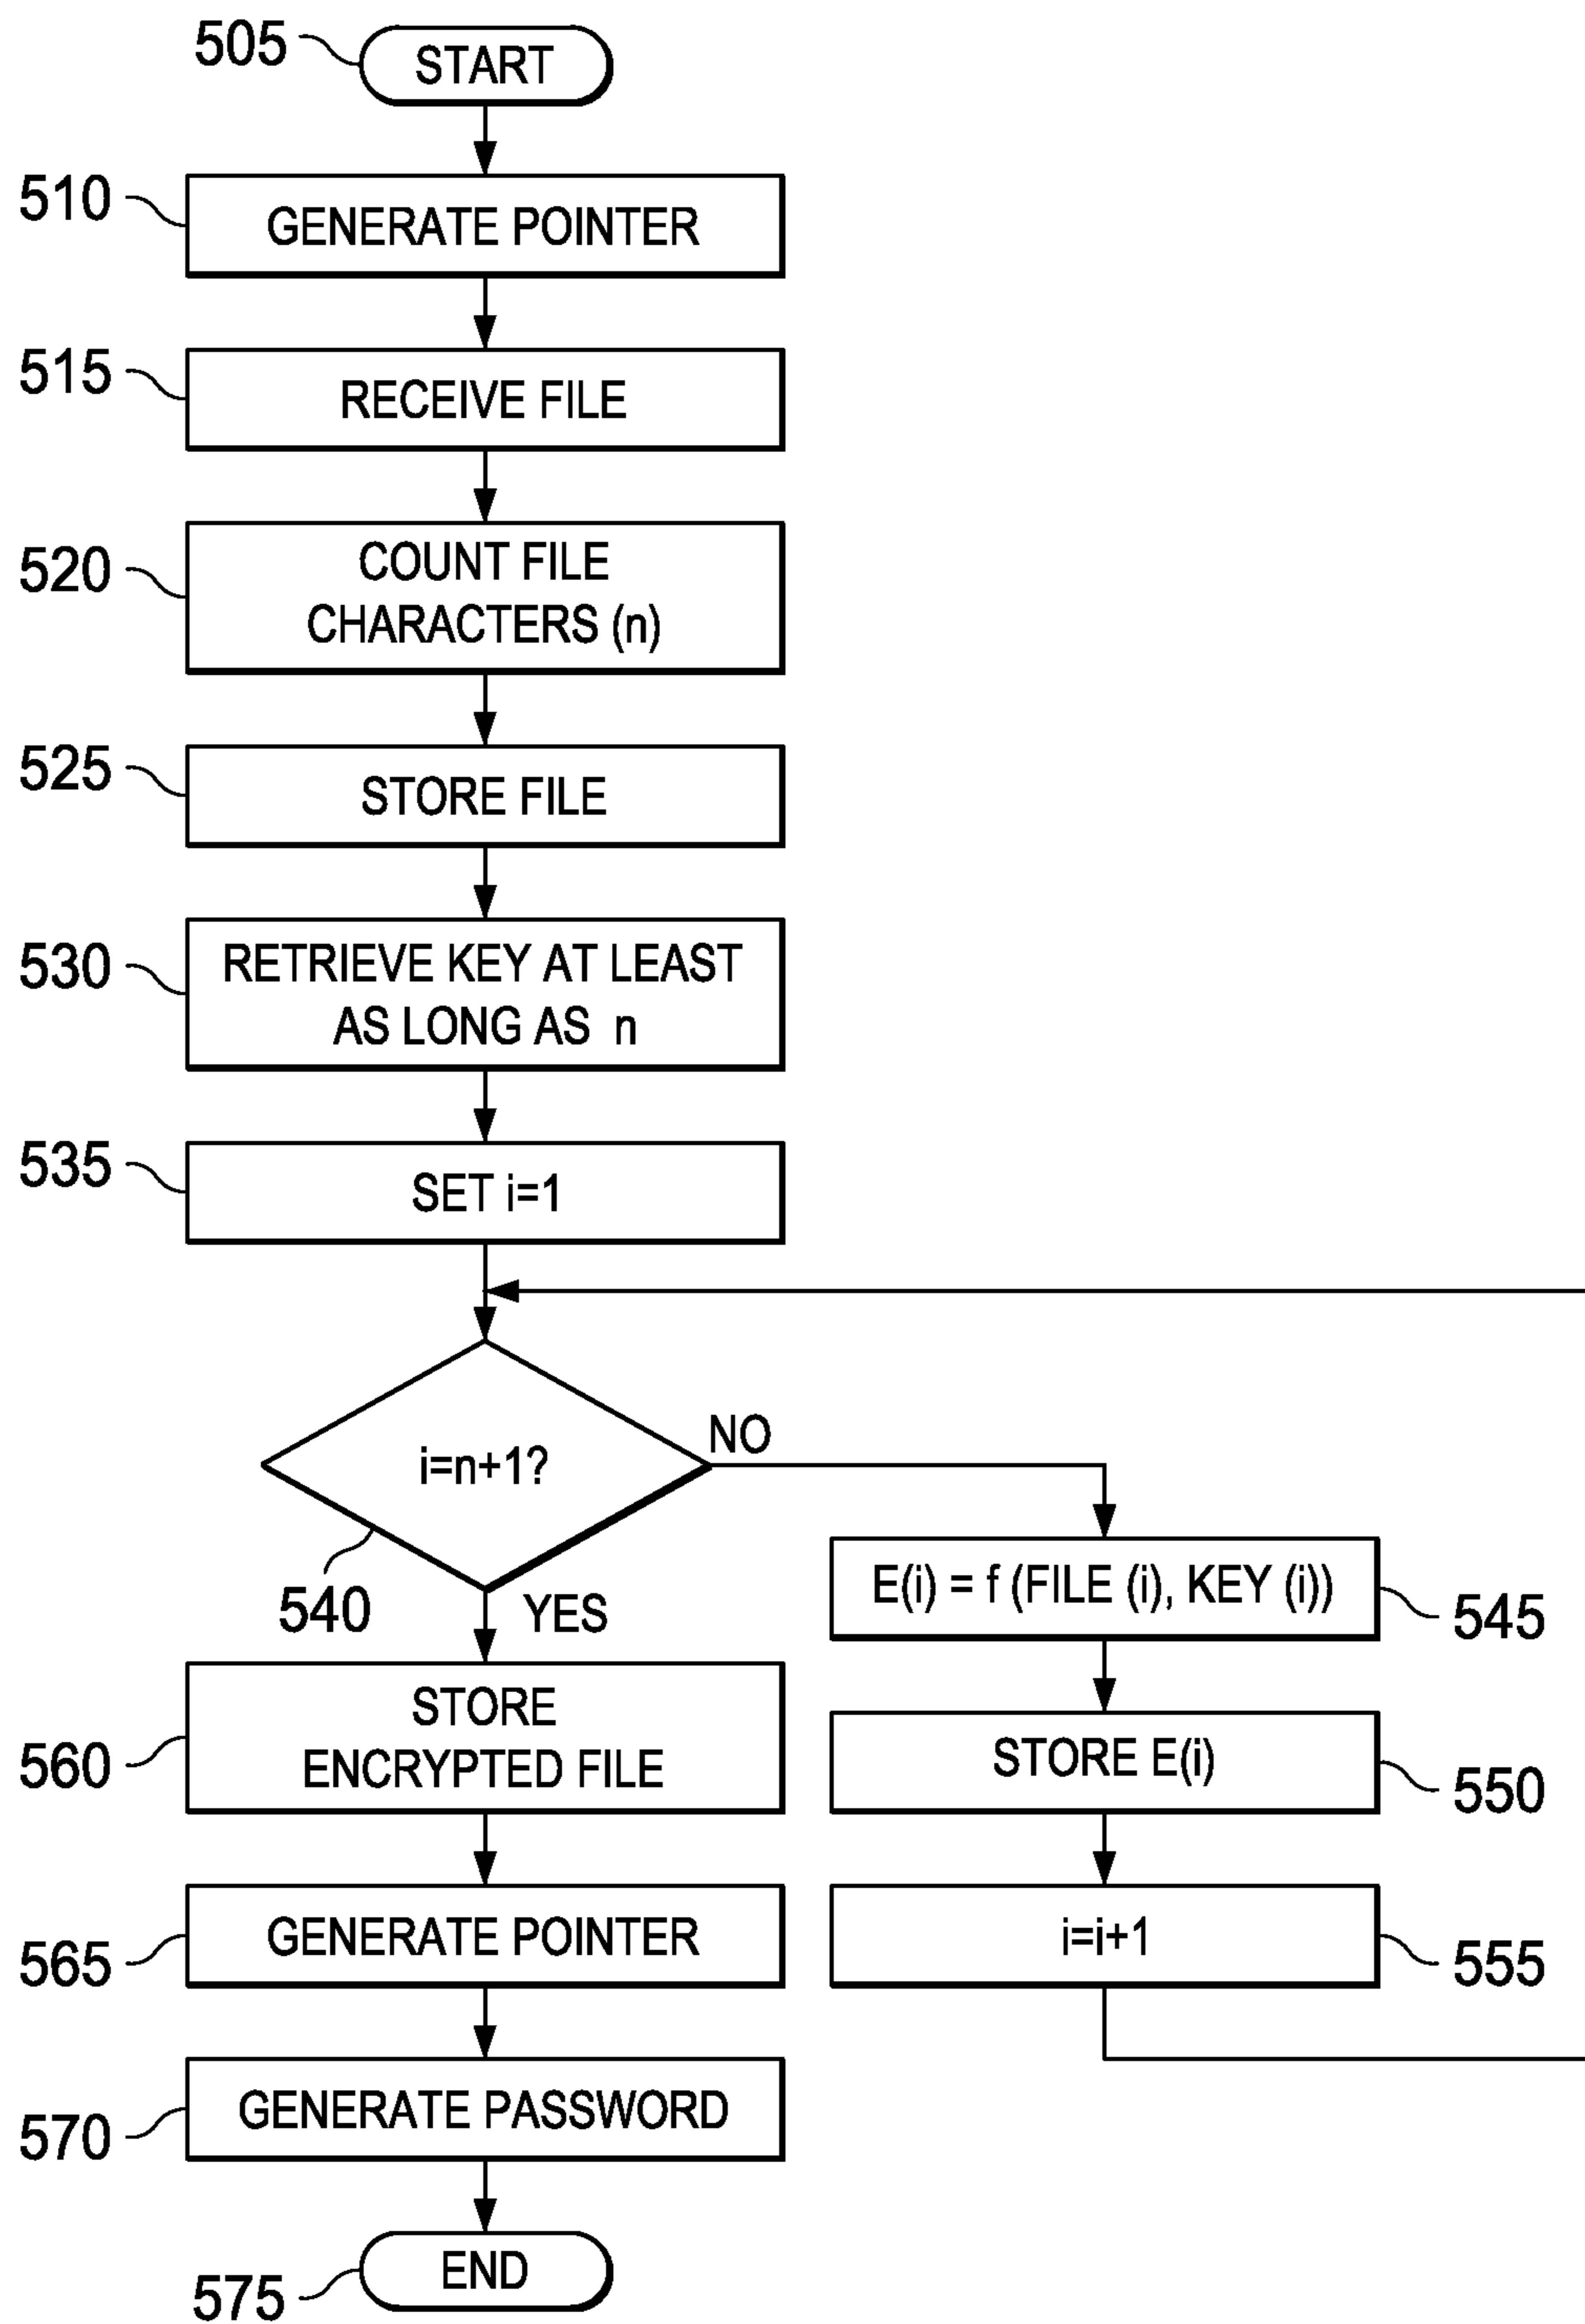 505
START
510
GENERATE POINTER
515
RECEIVE FILE
520
COUNT FILE
CHARACTERS (n)
525
STORE FILE
530
RETRIEVE KEY AT LEAST
AS LONG AS n
535
SET i=1
i=n+1?
NO
540
YES
E(i) = f (FILE (i), KEY (i))
545
STORE E(i)
550
i=i+1
555
560
STORE
ENCRYPTED FILE
565
GENERATE POINTER
570
GENERATE PASSWORD
575
END